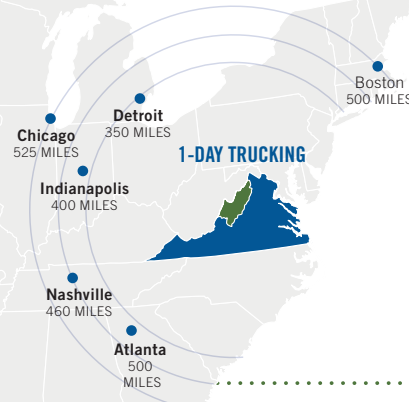 Boston
500 MILES
Detroit
350 MILES
Chicago
525 MILES
1-DAY TRUCKING
Indianapolis
400 MILES
Nashville
460 MILES
Atlanta
500
MILES